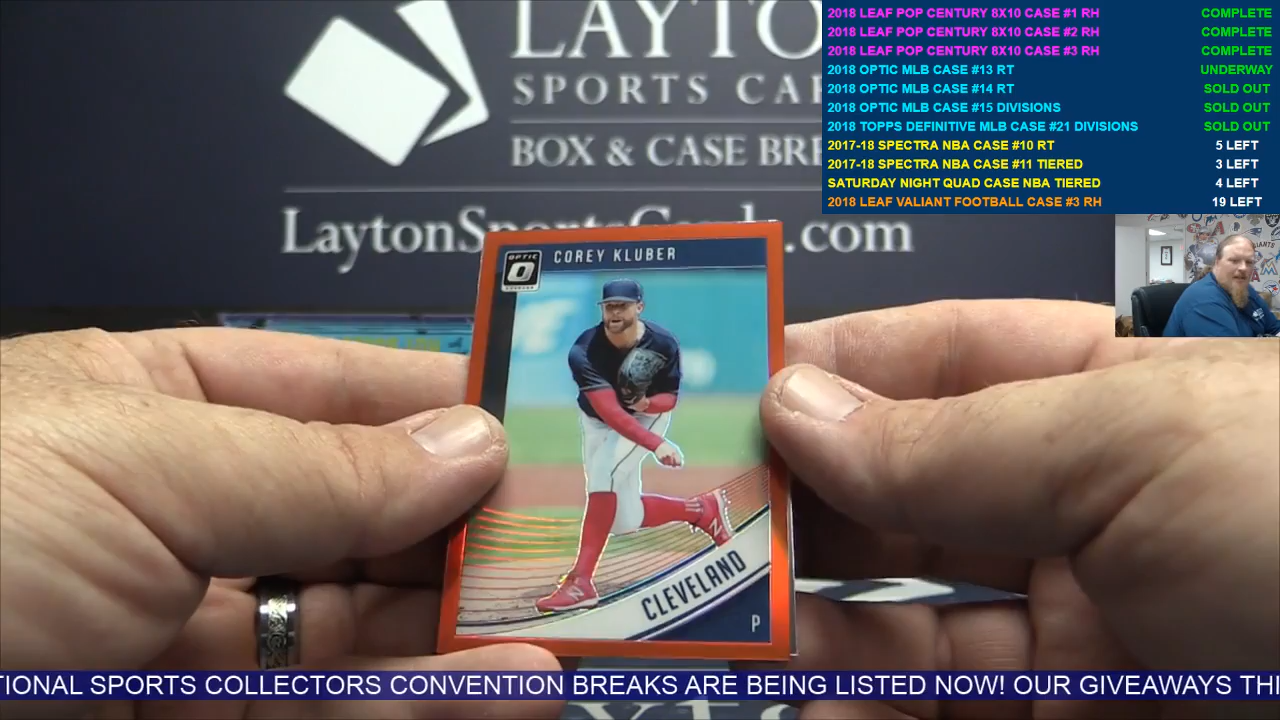 LAYTO
SPORTS CAR
BOX & CASE BRE
LaytonSportsCards.com
2018 LEAF POP CENTURY 8X10 CASE #1 RH COMPLETE
2018 LEAF POP CENTURY 8X10 CASE #2 RH COMPLETE
2018 LEAF POP CENTURY 8X10 CASE #3 RH COMPLETE
2018 OPTIC MLB CASE #13 RT UNDERWAY
2018 OPTIC MLB CASE #14 RT SOLD OUT
2018 OPTIC MLB CASE #15 DIVISIONS SOLD OUT
2018 TOPPS DEFINITIVE MLB CASE #21 DIVISIONS SOLD OUT
2017-18 SPECTRA NBA CASE #10 RT 5 LEFT
2017-18 SPECTRA NBA CASE #11 TIERED 3 LEFT
SATURDAY NIGHT QUAD CASE NBA TIERED 4 LEFT
2018 LEAF VALIANT FOOTBALL CASE #3 RH 19 LEFT
OPTIC
COREY KLUBER
CLEVELAND
P
TIONAL SPORTS COLLECTORS CONVENTION BREAKS ARE BEING LISTED NOW! OUR GIVEAWAYS THI